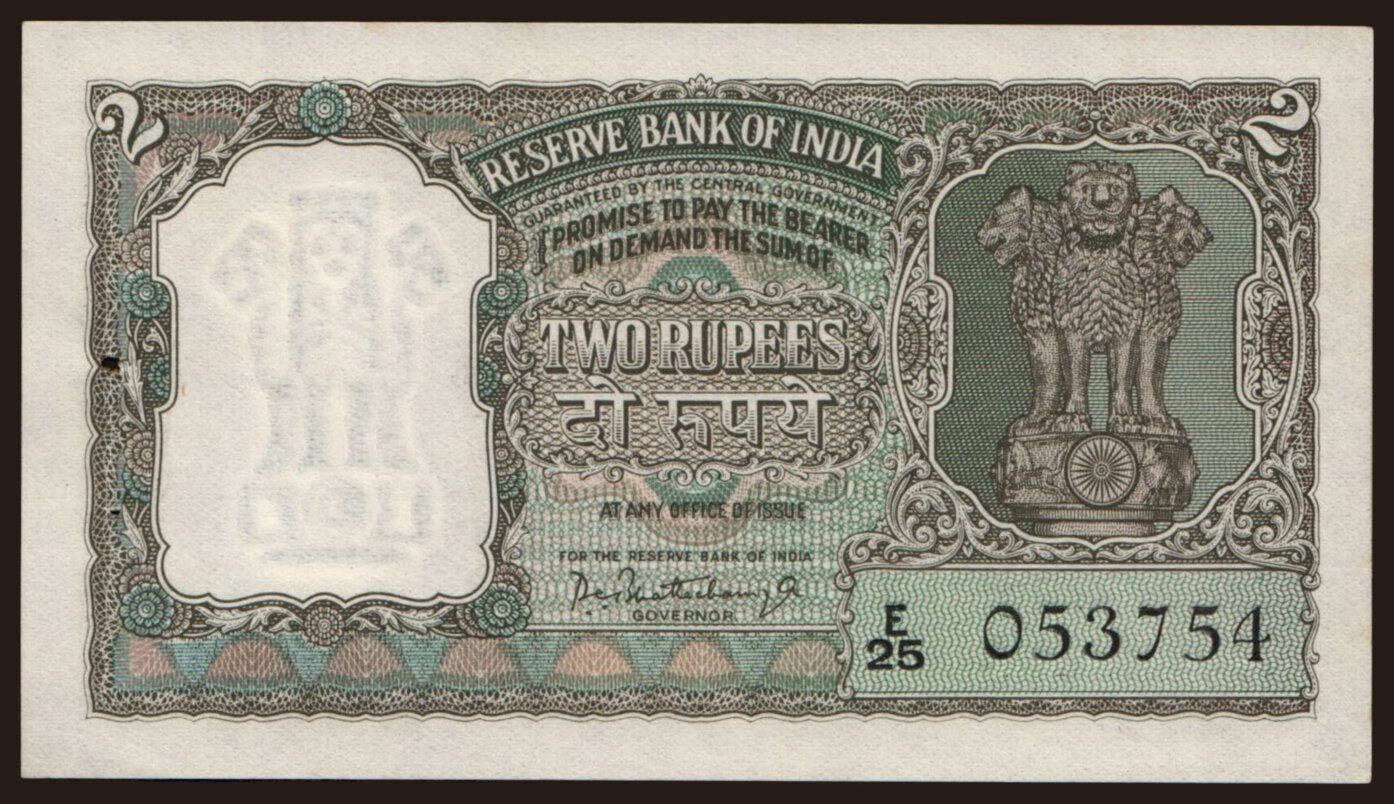 २ 2
RESERVE BANK OF INDIA
GUARANTEED BY THE CENTRAL GOVERNMENT
I PROMISE TO PAY THE BEARER
ON DEMAND THE SUM OF
TWO RUPEES
दो रुपये
AT ANY OFFICE OF ISSUE
FOR THE RESERVE BANK OF INDIA
GOVERNOR
E
25 053754